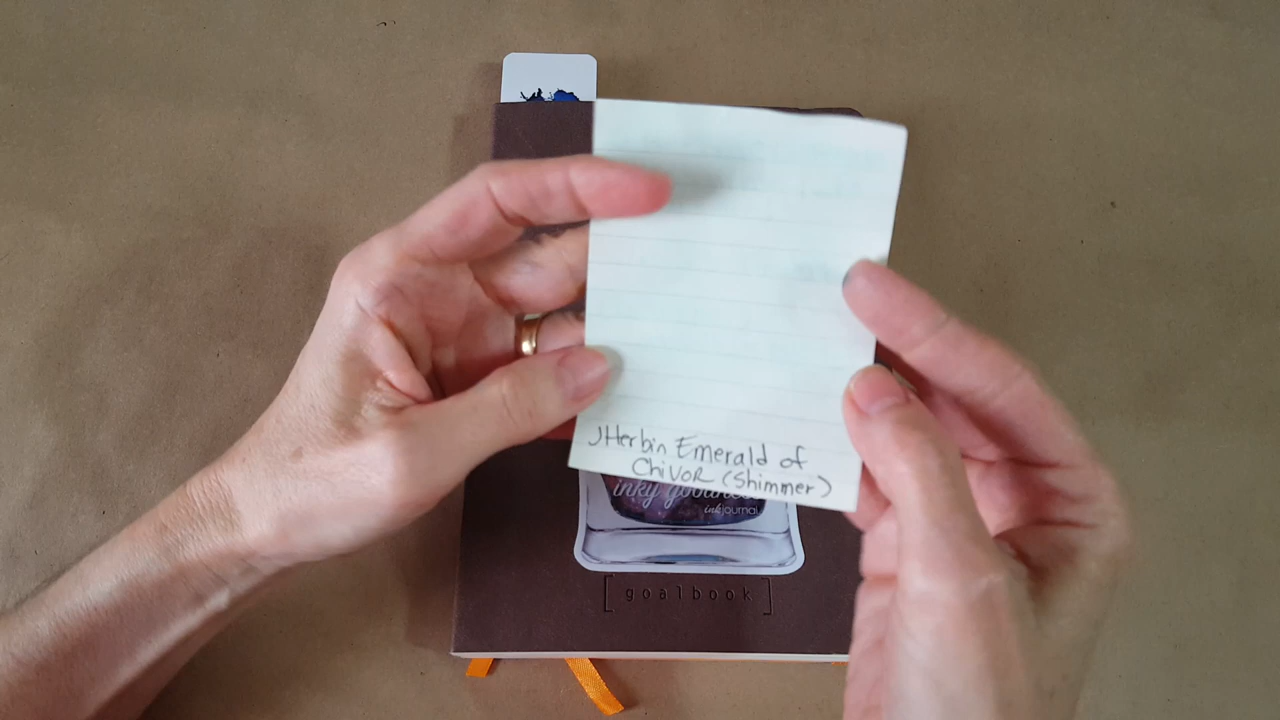 JHerbin Emerald of
Chivor (Shimmer)
inky
inkjournal
[goalbook]